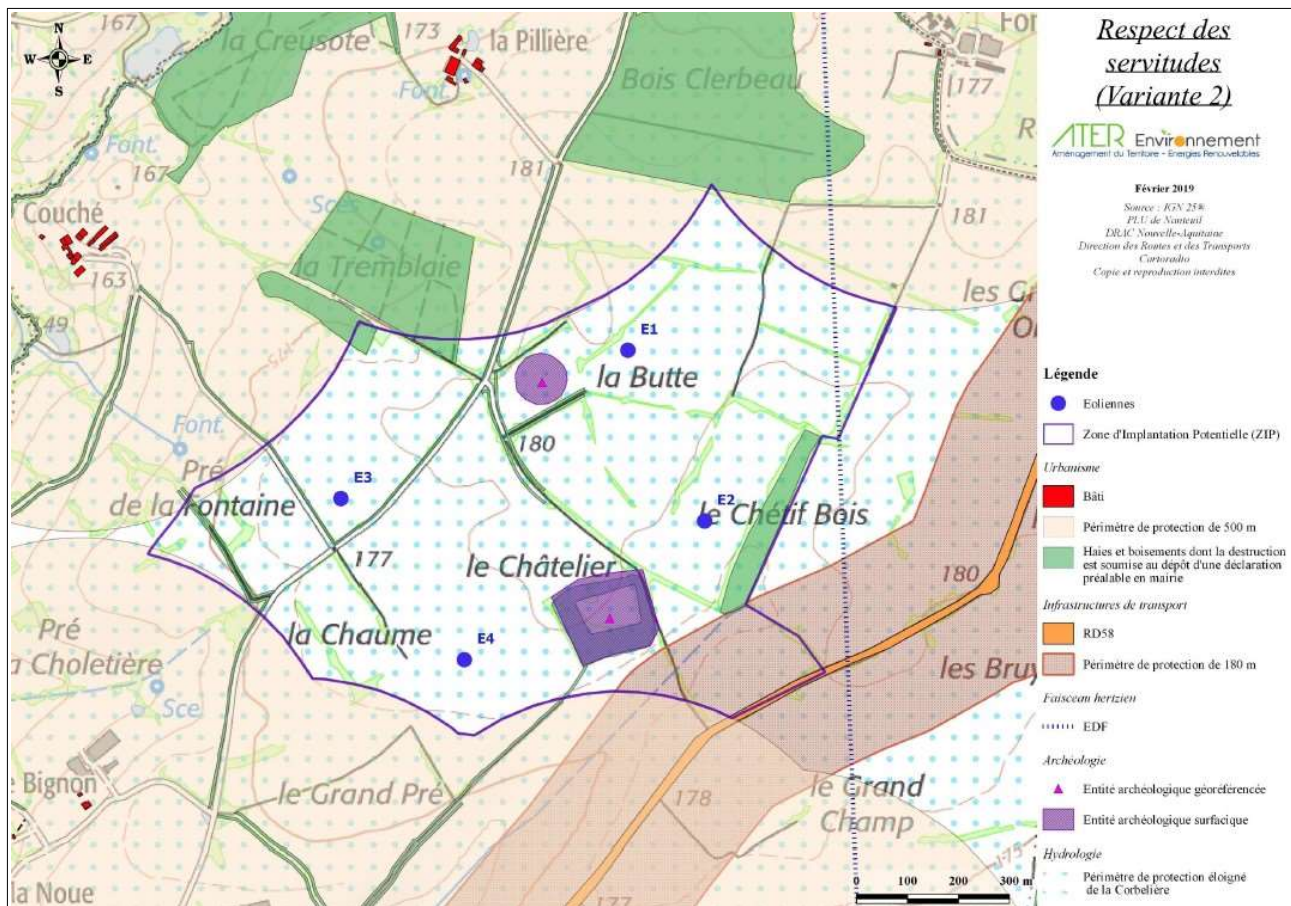 N
W E
S
167
la Creusote
173
la Pillière
Font.
Bois Clerbeau
177
Font.
167
Sces
181
181
Couché
163
la Tremblaie
175
49
E1
la Butte
180
Font.
Pré
de la Fontaine
E3
E2
le Chétif Bois
177
le Châtelier
180
la Chaume
E4
Pré
Sce
les Bruy
le Bignon
le Grand Pré
178
le Grand
Champ
175
la Noue
177
0 100 200 300 m
Respect des
servitudes
(Variante 2)
ATER Environnement
Aménagement du Territoire - Energies Renouvelables
Février 2019
Source : IGN 25®
PLU de Nanteuil
DRAC Nouvelle-Aquitaine
Direction des Routes et des Transports
Cartoradio
Copie et reproduction interdites
Légende
Eoliennes
Zone d'Implantation Potentielle (ZIP)
Urbanisme
Bâti
Périmètre de protection de 500 m
Haies et boisements dont la destruction
est soumise au dépôt d'une déclaration
préalable en mairie
Infrastructures de transport
RD58
Périmètre de protection de 180 m
Faisceau hertzien
EDF
Archéologie
Entité archéologique géoréférencée
Entité archéologique surfacique
Hydrologie
Périmètre de protection éloigné
de la Corbelière